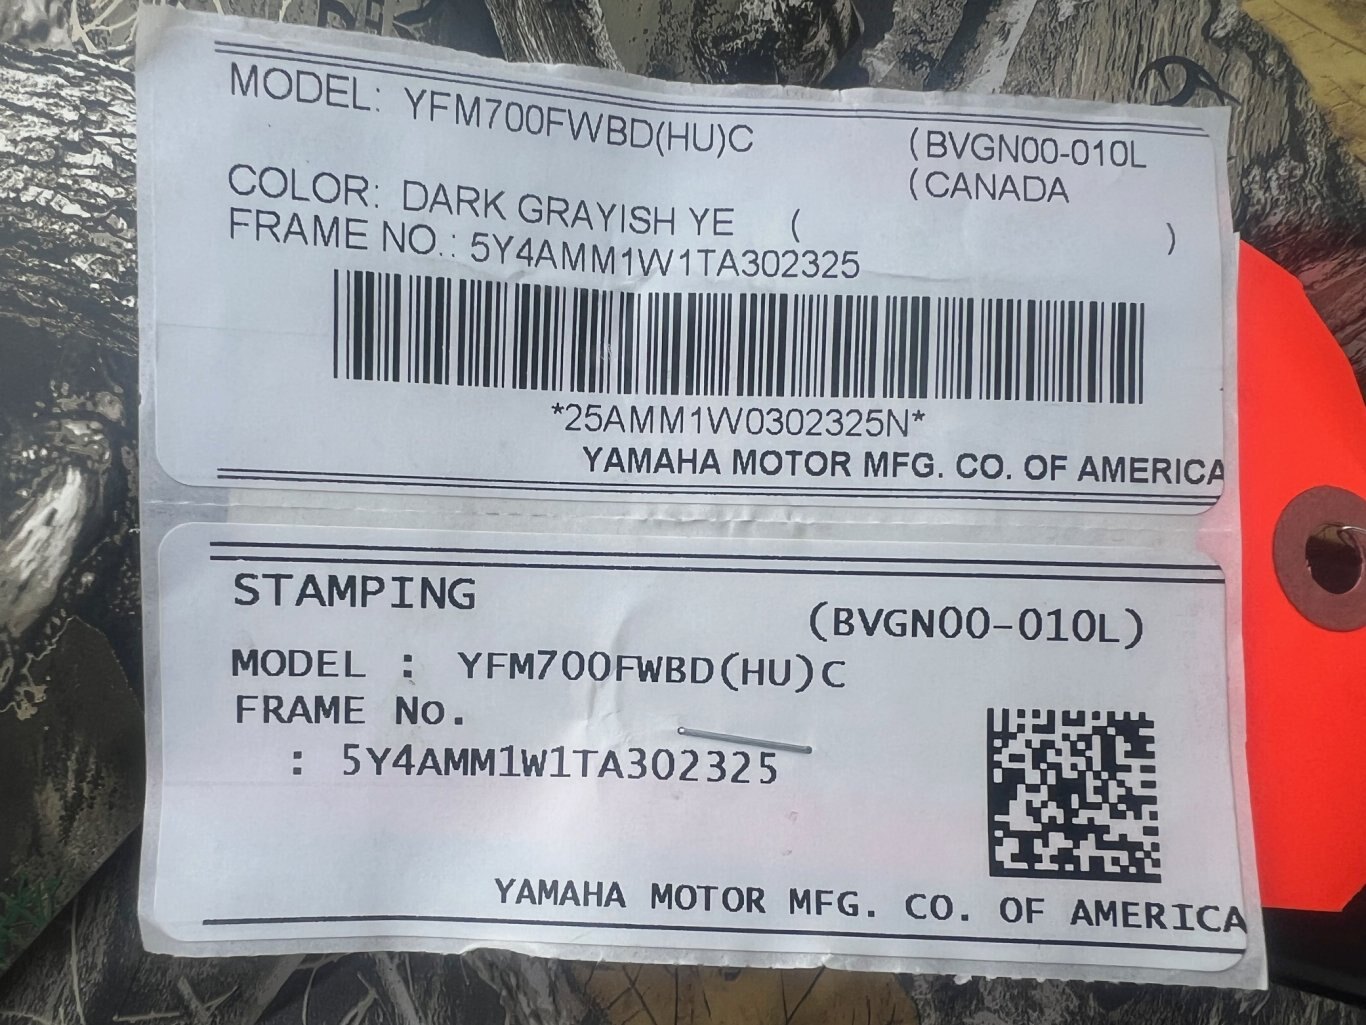 MODEL: YFM700FWBD(HU)C (BVGN00-010L
(CANADA
COLOR: DARK GRAYISH YE ( )
FRAME NO.: 5Y4AMM1W1TA302325
*25AMM1W0302325N*
YAMAHA MOTOR MFG. CO. OF AMERICA
STAMPING (BVGN00-010L)
MODEL : YFM700FWBD(HU)C
FRAME No.
: 5Y4AMM1W1TA302325
YAMAHA MOTOR MFG. CO. OF AMERICA